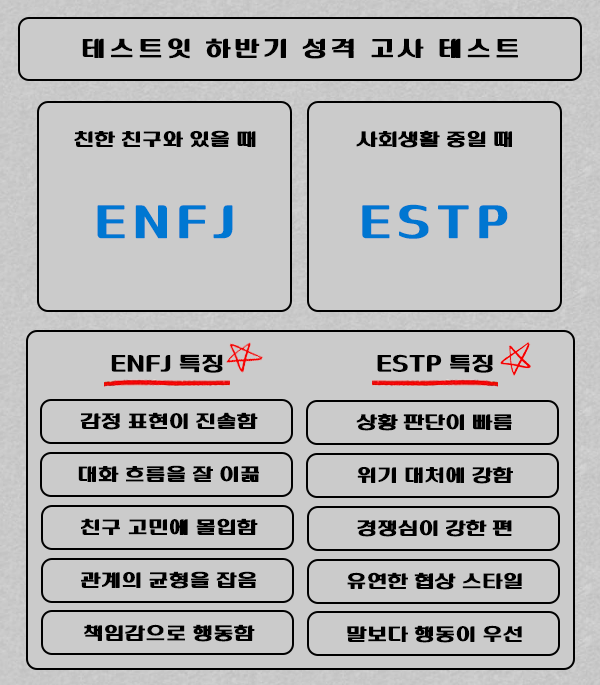 테스트잇 하반기 성격 고사 테스트
친한 친구와 있을 때
ENFJ
사회생활 중일 때
ESTP
ENFJ 특징
감정 표현이 진솔함
대화 흐름을 잘 이끎
친구 고민에 몰입함
관계의 균형을 잡음
책임감으로 행동함
ESTP 특징
상황 판단이 빠름
위기 대처에 강함
경쟁심이 강한 편
유연한 협상 스타일
말보다 행동이 우선